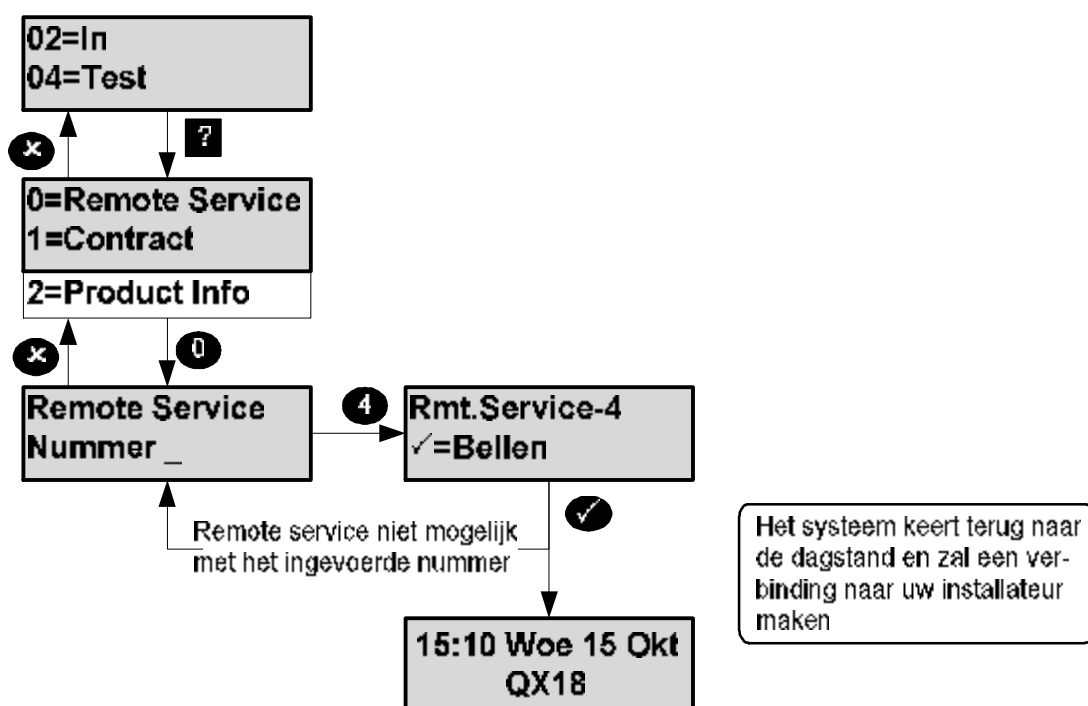 02=In
04=Test
?
×
0=Remote Service
1=Contract
2=Product Info
×
0
Remote Service
Nummer _
4
Rmt.Service-4
✓=Bellen
✓
Remote service niet mogelijk
met het ingevoerde nummer
Het systeem keert terug naar
de dagstand en zal een ver-
binding naar uw installateur
maken
15:10 Woe 15 Okt
QX18